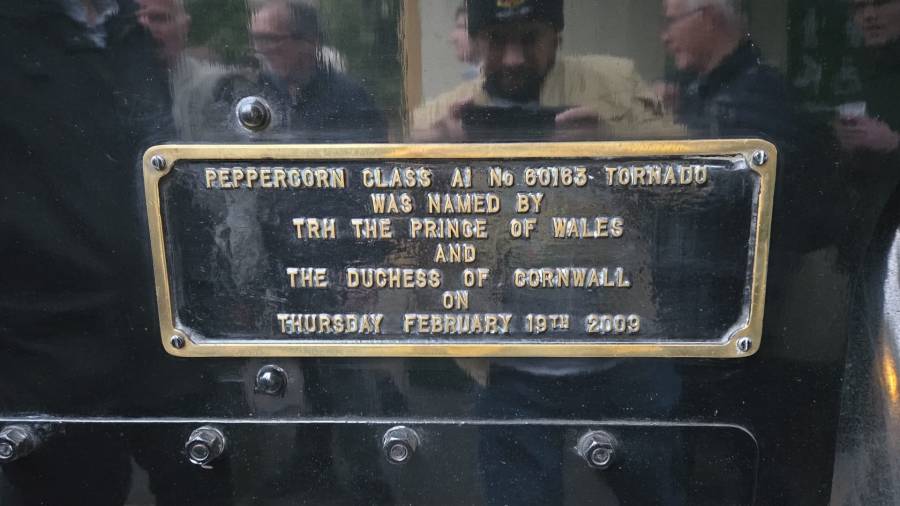 PEPPERCORN CLASS A1 No 60163 TORNADO
WAS NAMED BY
TRH THE PRINCE OF WALES
AND
THE DUCHESS OF CORNWALL
ON
THURSDAY FEBRUARY 19TH 2009